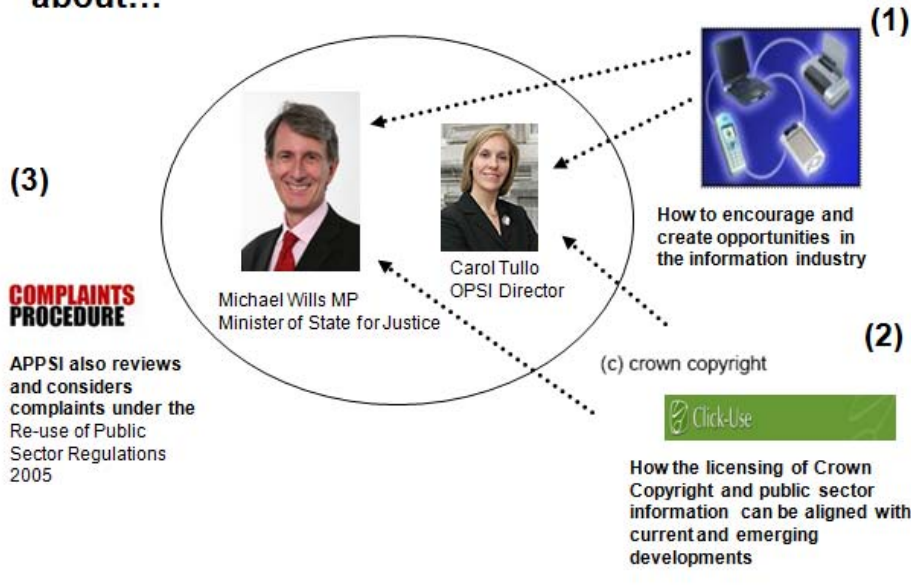 about...
(1)
How to encourage and
create opportunities in
the information industry
Michael Wills MP
Minister of State for Justice
Carol Tullo
OPSI Director
(2)
(c) crown copyright
Click-Use
How the licensing of Crown
Copyright and public sector
information can be aligned with
current and emerging
developments
(3)
COMPLAINTS
PROCEDURE
APPSI also reviews
and considers
complaints under the
Re-use of Public
Sector Regulations
2005